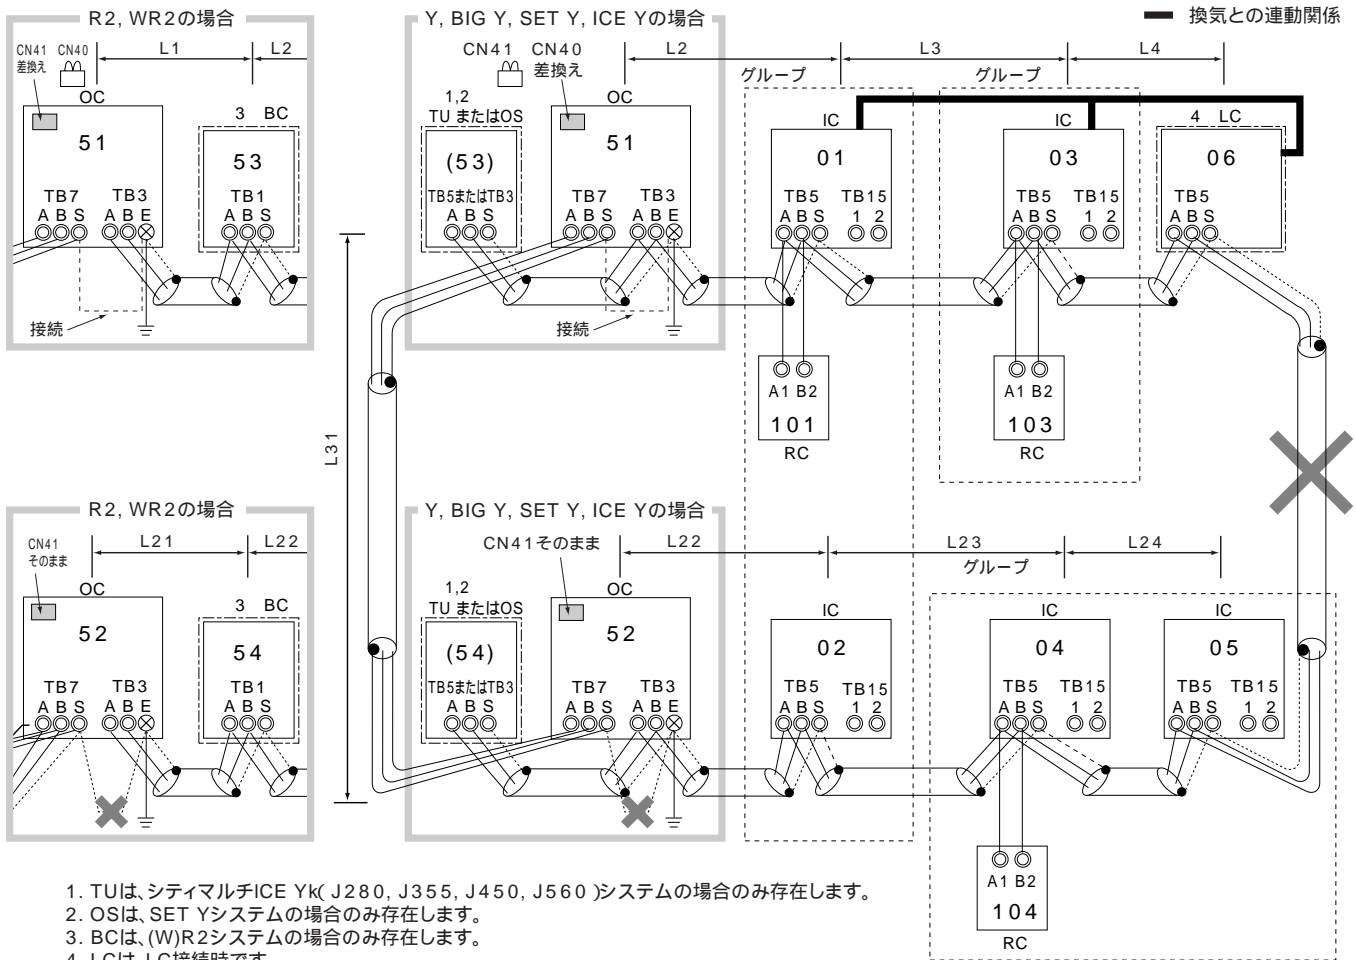 換気との連動関係
R2, WR2の場合
CN41 CN40
差換え
L1
L2
OC
51
TB7 TB3
A B S A B E
3 BC
53
TB1
A B S
接続
Y, BIG Y, SET Y, ICE Yの場合
CN41 CN40
差換え
L2
L3
L4
1,2
TU またはOS
(53)
TB5またはTB3
A B S
OC
51
TB7 TB3
A B S A B E
接続
グループ
IC
01
TB5 TB15
A B S 1 2
A1 B2
101
RC
グループ
IC
03
TB5 TB15
A B S 1 2
A1 B2
103
RC
4 LC
06
TB5
A B S
L31
R2, WR2の場合
CN41
そのまま
L21
L22
OC
52
TB7 TB3
A B S A B E
3 BC
54
TB1
A B S
Y, BIG Y, SET Y, ICE Yの場合
CN41そのまま
L22
L23
L24
1,2
TU またはOS
(54)
TB5またはTB3
A B S
OC
52
TB7 TB3
A B S A B E
IC
02
TB5 TB15
A B S 1 2
グループ
IC
04
TB5 TB15
A B S 1 2
IC
05
TB5 TB15
A B S 1 2
A1 B2
104
RC
1. TUは、シティマルチICE Yk( J280, J355, J450, J560 )システムの場合のみ存在します。
2. OSは、SET Yシステムの場合のみ存在します。
3. BCは、(W)R2システムの場合のみ存在します。
4. LCは、LC接続時です。